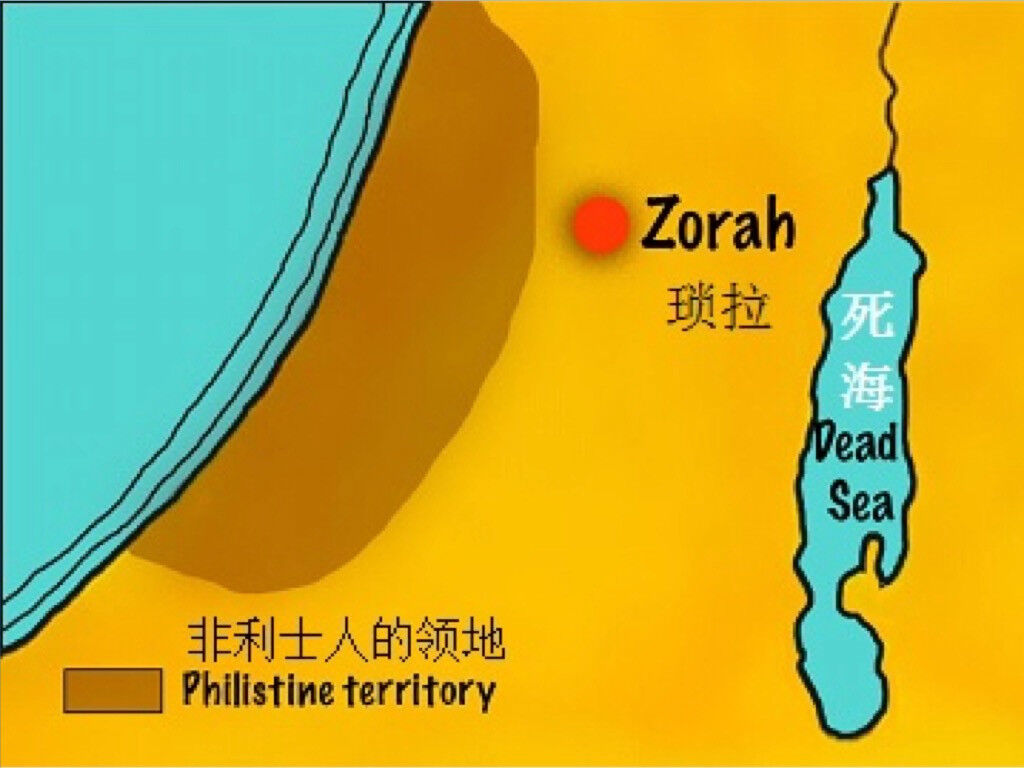 Zorah
琐拉
死
海
Dead
Sea
非利士人的领地
Philistine territory